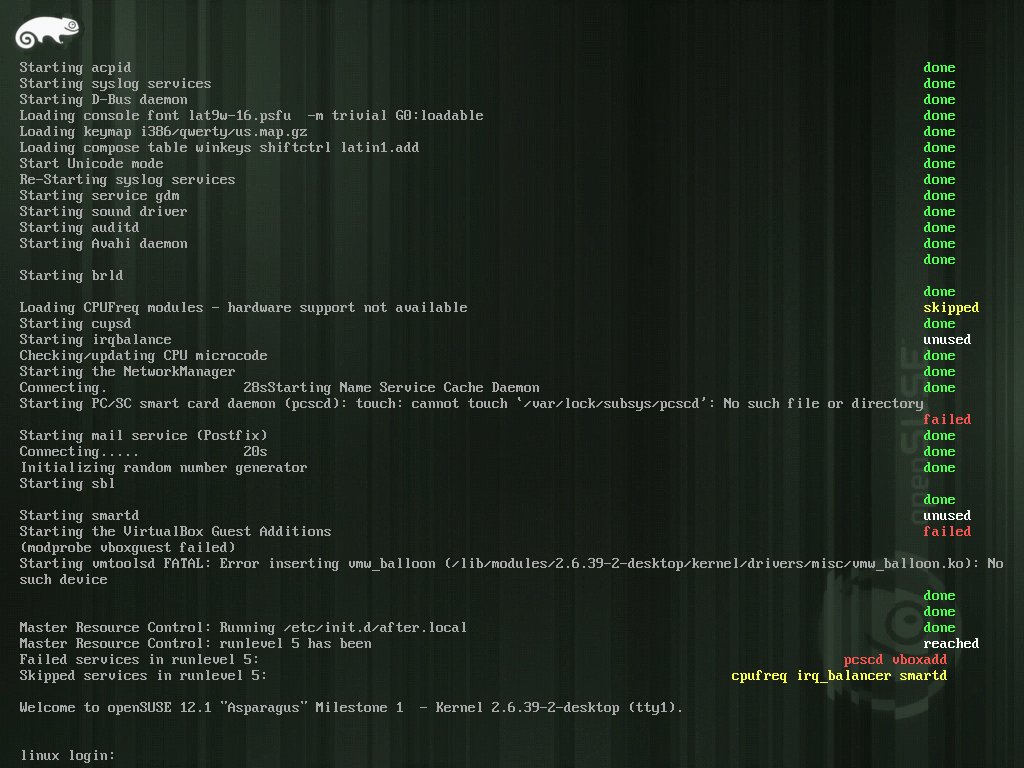 Starting acpid done
Starting syslog services done
Starting D-Bus daemon done
Loading console font lat9w-16.psfu  -m trivial G0:loadable done
Loading keymap i386/qwerty/us.map.gz done
Loading compose table winkeys shiftctrl latin1.add done
Start Unicode mode done
Re-Starting syslog services done
Starting service gdm done
Starting sound driver done
Starting auditd done
Starting Avahi daemon done
done
Starting brld
done
Loading CPUFreq modules - hardware support not available skipped
Starting cupsd done
Starting irqbalance unused
Checking/updating CPU microcode done
Starting the NetworkManager done
Connecting. 28sStarting Name Service Cache Daemon done
Starting PC/SC smart card daemon (pcscd): touch: cannot touch `/var/lock/subsys/pcscd': No such file or directory
failed
Starting mail service (Postfix) done
Connecting..... 20s done
Initializing random number generator done
Starting sbl
done
Starting smartd unused
Starting the VirtualBox Guest Additions failed
(modprobe vboxguest failed)
Starting vmtoolsd FATAL: Error inserting vmw_balloon (/lib/modules/2.6.39-2-desktop/kernel/drivers/misc/vmw_balloon.ko): No
such device
done
done
Master Resource Control: Running /etc/init.d/after.local done
Master Resource Control: runlevel 5 has been reached
Failed services in runlevel 5: pcscd vboxadd
Skipped services in runlevel 5: cpufreq irq_balancer smartd
Welcome to openSUSE 12.1 "Asparagus" Milestone 1  - Kernel 2.6.39-2-desktop (tty1).
linux login:
openSUSE